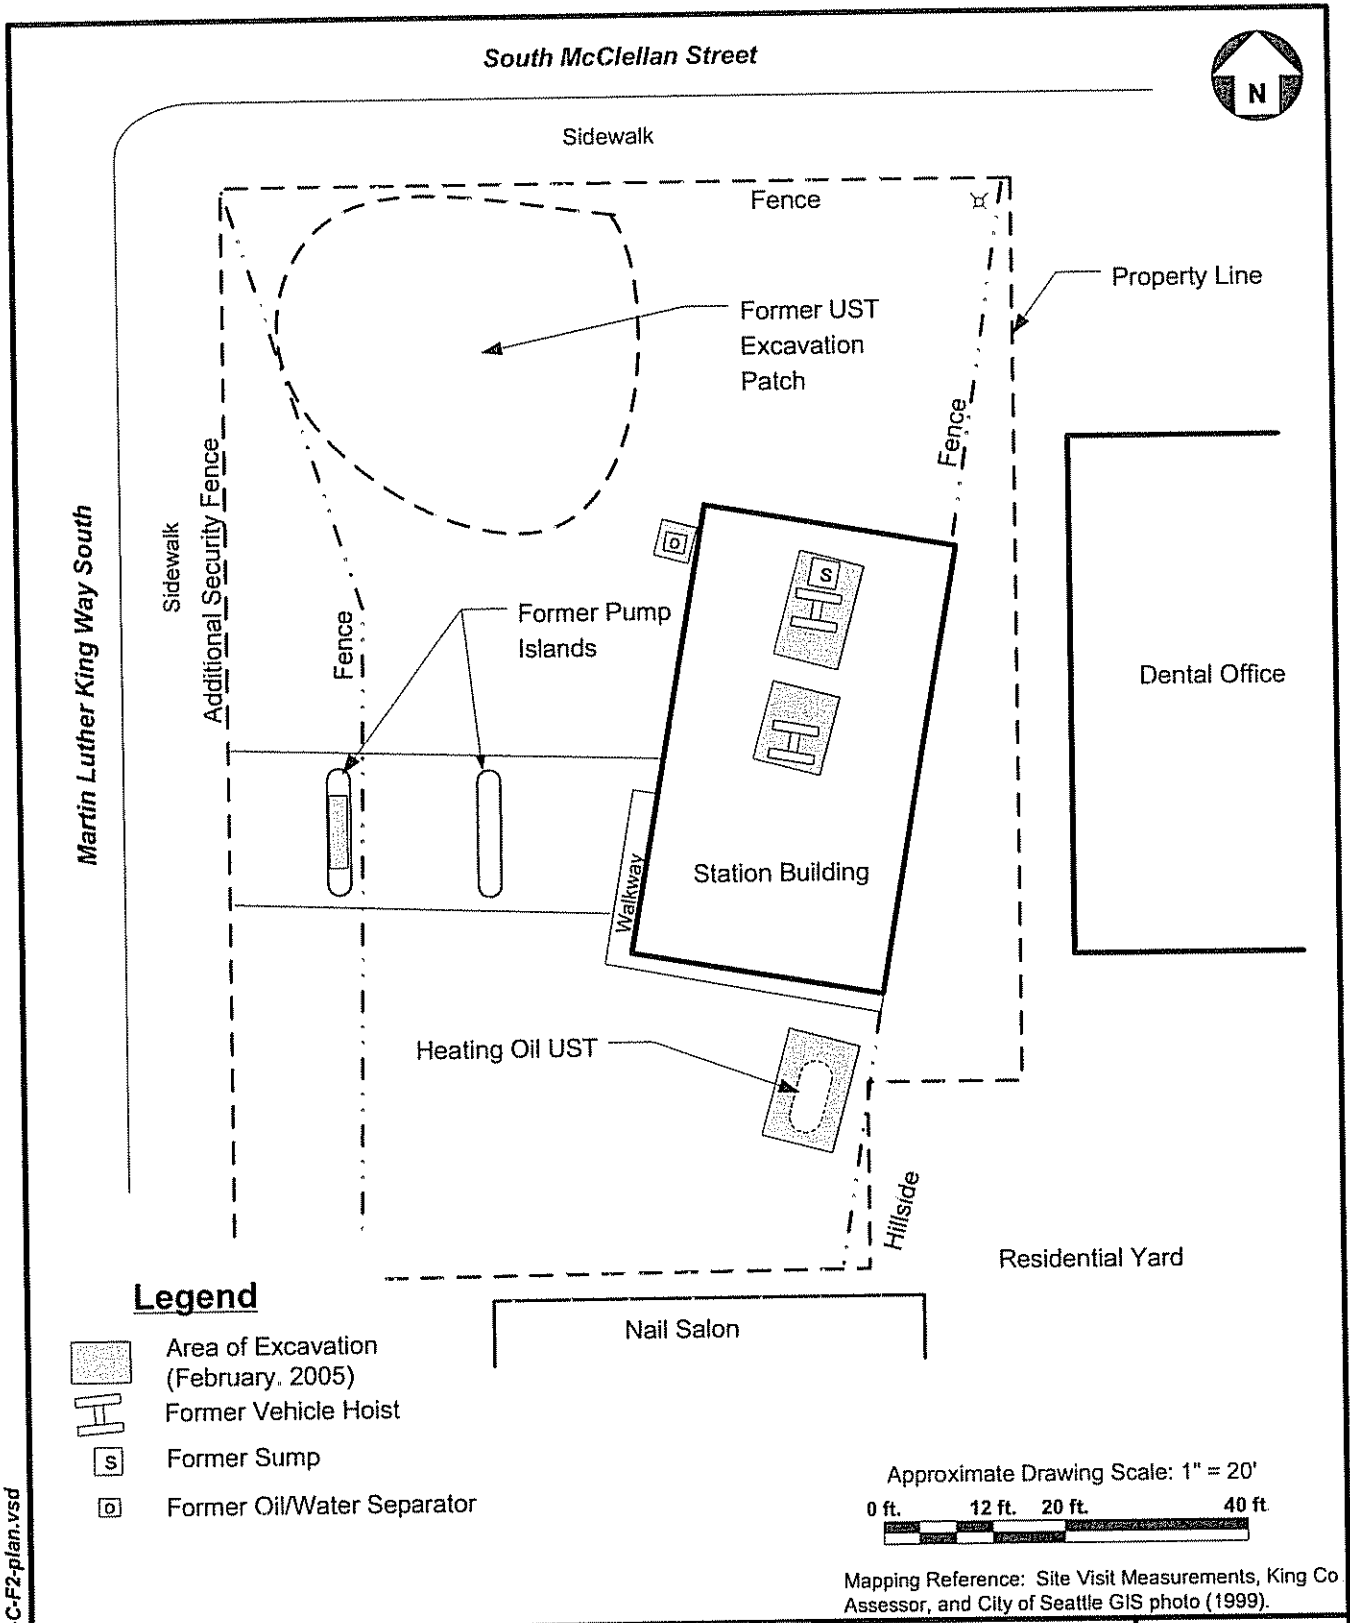 South McClellan Street
N
Sidewalk
Fence
Property Line
Former UST
Excavation
Patch
Fence
Martin Luther King Way South
Sidewalk
Additional Security Fence
Fence
D
S
Former Pump
Islands
Dental Office
Walkway
Station Building
Heating Oil UST
Hillside
Residential Yard
Nail Salon
Legend
Area of Excavation
(February. 2005)
Former Vehicle Hoist
S
Former Sump
D
Former Oil/Water Separator
Approximate Drawing Scale: 1" = 20'
0 ft. 12 ft. 20 ft. 40 ft.
Mapping Reference: Site Visit Measurements, King Co
Assessor, and City of Seattle GIS photo (1999).
C-F2-plan.vsd